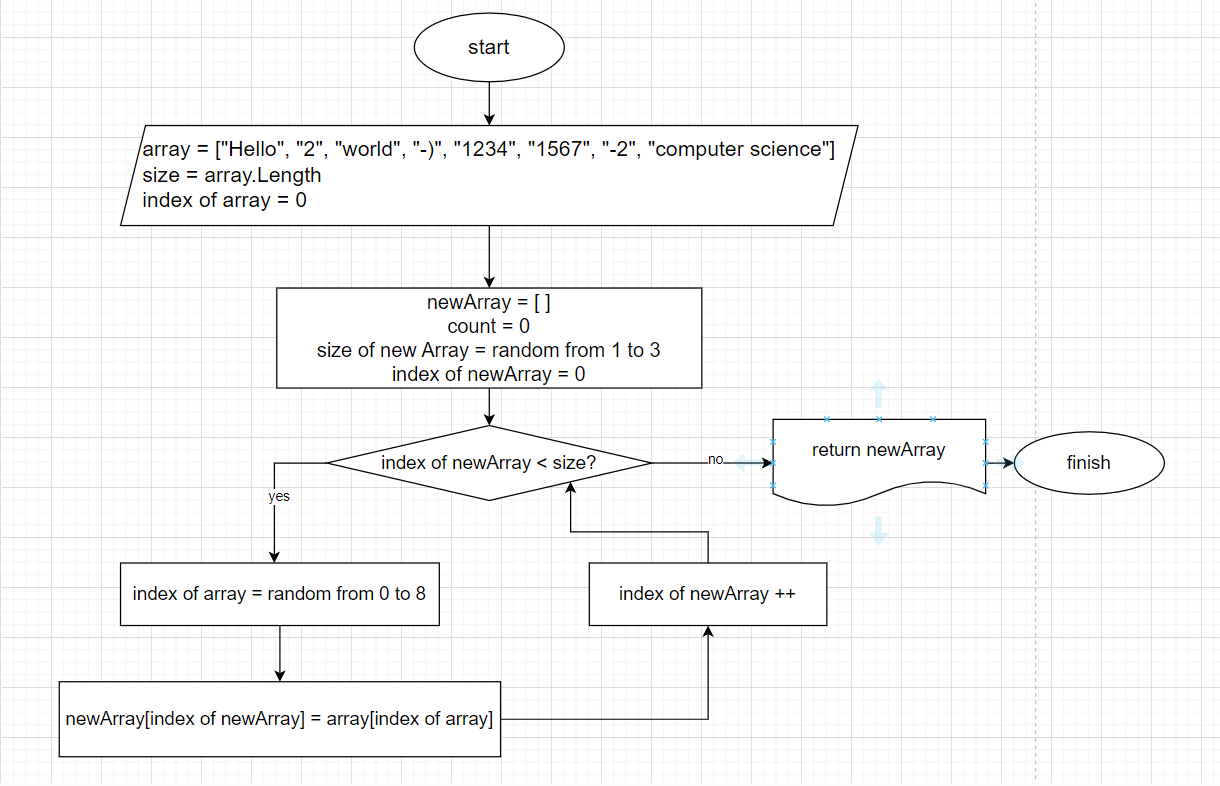 start
array = ["Hello", "2", "world", "-)", "1234", "1567", "-2", "computer science"]
size = array.Length
index of array = 0
newArray = [ ]
count = 0
size of new Array = random from 1 to 3
index of newArray = 0
index of newArray < size?
no
return newArray
finish
yes
index of array = random from 0 to 8
index of newArray ++
newArray[index of newArray] = array[index of array]